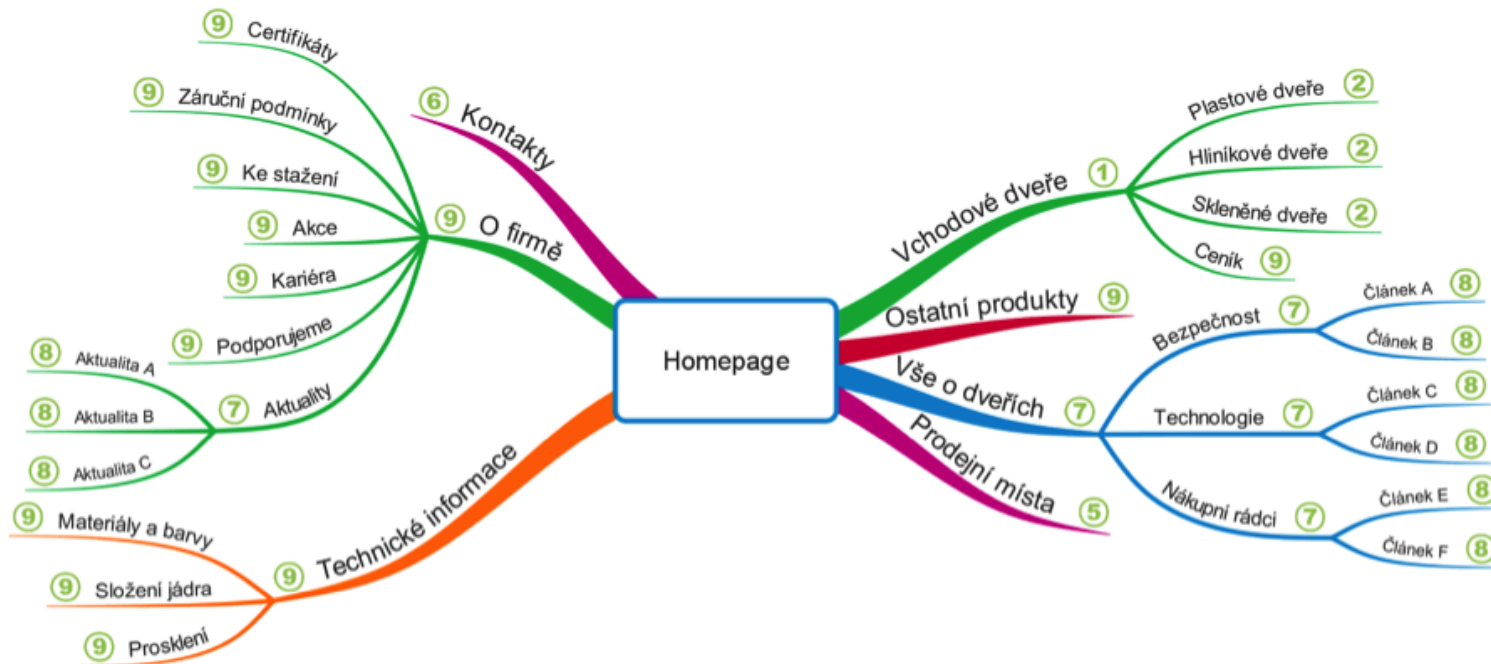 Homepage
Vchodové dveře ①
Plastové dveře ②
Hliníkové dveře ②
Skleněné dveře ②
Ceník ⑨
Ostatní produkty ⑨
Vše o dveřích ⑦
Bezpečnost ⑦
Článek A ⑧
Článek B ⑧
Technologie ⑦
Článek C ⑧
Článek D ⑧
Nákupní rádci ⑦
Článek E ⑧
Článek F ⑧
Prodejní místa ⑤
⑥ Kontakty
⑨ O firmě
⑨ Certifikáty
⑨ Záruční podmínky
⑨ Ke stažení
⑨ Akce
⑨ Kariéra
⑨ Podporujeme
⑦ Aktuality
⑧ Aktualita A
⑧ Aktualita B
⑧ Aktualita C
⑨ Technické informace
⑨ Materiály a barvy
⑨ Složení jádra
⑨ Prosklení